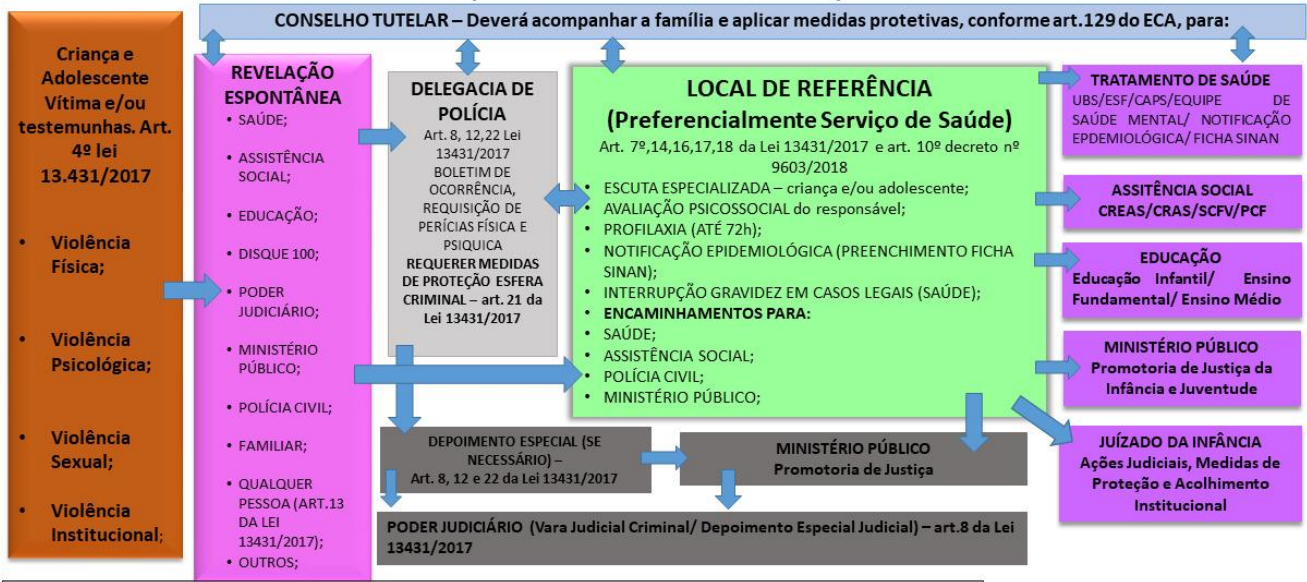 CONSELHO TUTELAR – Deverá acompanhar a família e aplicar medidas protetivas, conforme art.129 do ECA, para:
Criança e
Adolescente
Vítima e/ou
testemunhas. Art.
4º lei
13.431/2017
• Violência
Física;
• Violência
Psicológica;
• Violência
Sexual;
• Violência
Institucional;
REVELAÇÃO
ESPONTÂNEA
• SAÚDE;
• ASSISTÊNCIA
SOCIAL;
• EDUCAÇÃO;
• DISQUE 100;
• PODER
JUDICIÁRIO;
• MINISTÉRIO
PÚBLICO;
• POLÍCIA CIVIL;
• FAMILIAR;
• QUALQUER
PESSOA (ART.13
DA LEI
13431/2017);
• OUTROS;
DELEGACIA DE
POLÍCIA
Art. 8, 12,22 Lei
13431/2017
BOLETIM DE
OCORRÊNCIA,
REQUISIÇÃO DE
PERÍCIAS FÍSICA E
PSIQUICA
REQUERER MEDIDAS
DE PROTEÇÃO ESFERA
CRIMINAL – art. 21 da
Lei 13431/2017
LOCAL DE REFERÊNCIA
(Preferencialmente Serviço de Saúde)
Art. 7º,14,16,17,18 da Lei 13431/2017 e art. 10º decreto nº
9603/2018
• ESCUTA ESPECIALIZADA – criança e/ou adolescente;
• AVALIAÇÃO PSICOSSOCIAL do responsável;
• PROFILAXIA (ATÉ 72h);
• NOTIFICAÇÃO EPIDEMIOLÓGICA (PREENCHIMENTO FICHA
SINAN);
• INTERRUPÇÃO GRAVIDEZ EM CASOS LEGAIS (SAÚDE);
• ENCAMINHAMENTOS PARA:
• SAÚDE;
• ASSISTÊNCIA SOCIAL;
• POLÍCIA CIVIL;
• MINISTÉRIO PÚBLICO;
TRATAMENTO DE SAÚDE
UBS/ESF/CAPS/EQUIPE DE
SAÚDE MENTAL/ NOTIFICAÇÃO
EPDEMIOLÓGICA/ FICHA SINAN
ASSITÊNCIA SOCIAL
CREAS/CRAS/SCFV/PCF
EDUCAÇÃO
Educação Infantil/ Ensino
Fundamental/ Ensino Médio
MINISTÉRIO PÚBLICO
Promotoria de Justiça da
Infância e Juventude
JUÍZADO DA INFÂNCIA
Ações Judiciais, Medidas de
Proteção e Acolhimento
Institucional
DEPOIMENTO ESPECIAL (SE
NECESSÁRIO) –
Art. 8, 12 e 22 da Lei 13431/2017
MINISTÉRIO PÚBLICO
Promotoria de Justiça
PODER JUDICIÁRIO (Vara Judicial Criminal/ Depoimento Especial Judicial) – art.8 da Lei
13431/2017